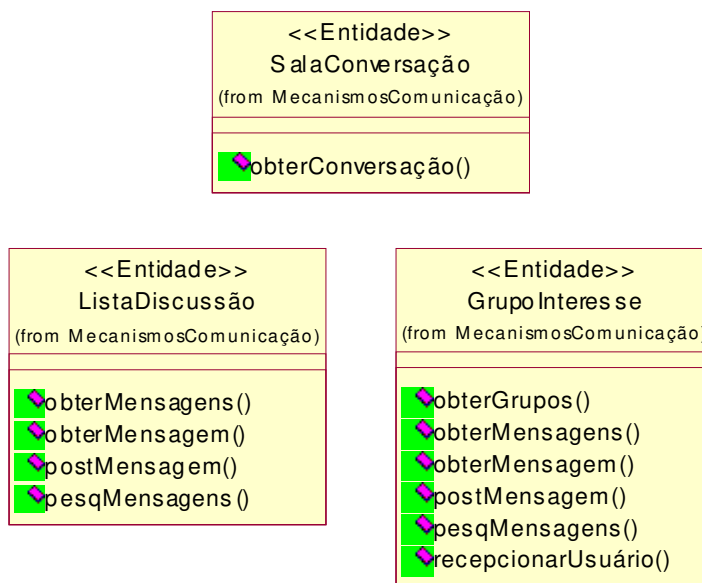 <<Entidade>>
SalaConversação
(from MecanismosComunicação)
obterConversação()
<<Entidade>>
ListaDiscussão
(from MecanismosComunicação)
obterMensagens()
obterMensagem()
postMensagem()
pesqMensagens()
<<Entidade>>
GrupoInteresse
(from MecanismosComunicação)
obterGrupos()
obterMensagens()
obterMensagem()
postMensagem()
pesqMensagens()
recepcionarUsuário()